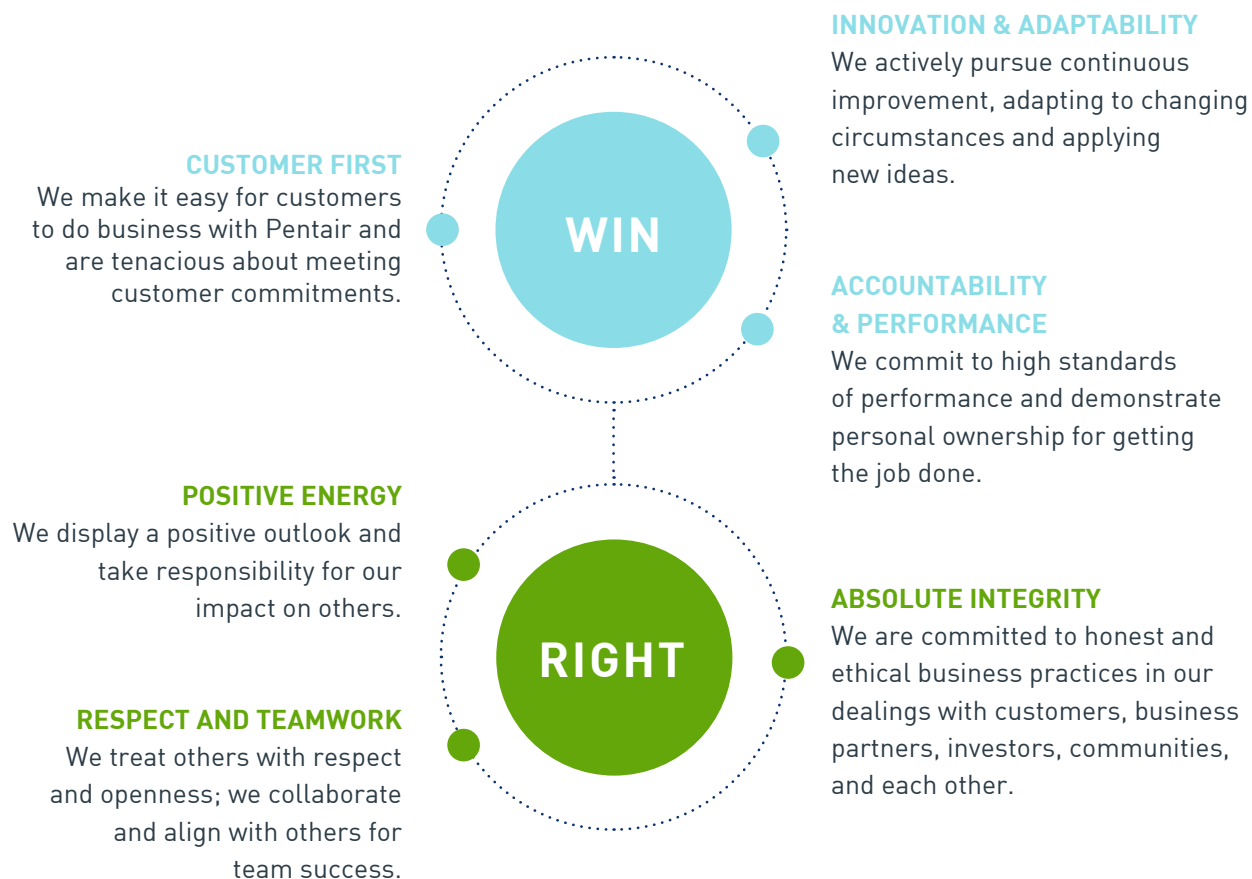 CUSTOMER FIRST
We make it easy for customers
to do business with Pentair and
are tenacious about meeting
customer commitments.
WIN
INNOVATION & ADAPTABILITY
We actively pursue continuous
improvement, adapting to changing
circumstances and applying
new ideas.
ACCOUNTABILITY
& PERFORMANCE
We commit to high standards
of performance and demonstrate
personal ownership for getting
the job done.
POSITIVE ENERGY
We display a positive outlook and
take responsibility for our
impact on others.
RESPECT AND TEAMWORK
We treat others with respect
and openness; we collaborate
and align with others for
team success.
RIGHT
ABSOLUTE INTEGRITY
We are committed to honest and
ethical business practices in our
dealings with customers, business
partners, investors, communities,
and each other.